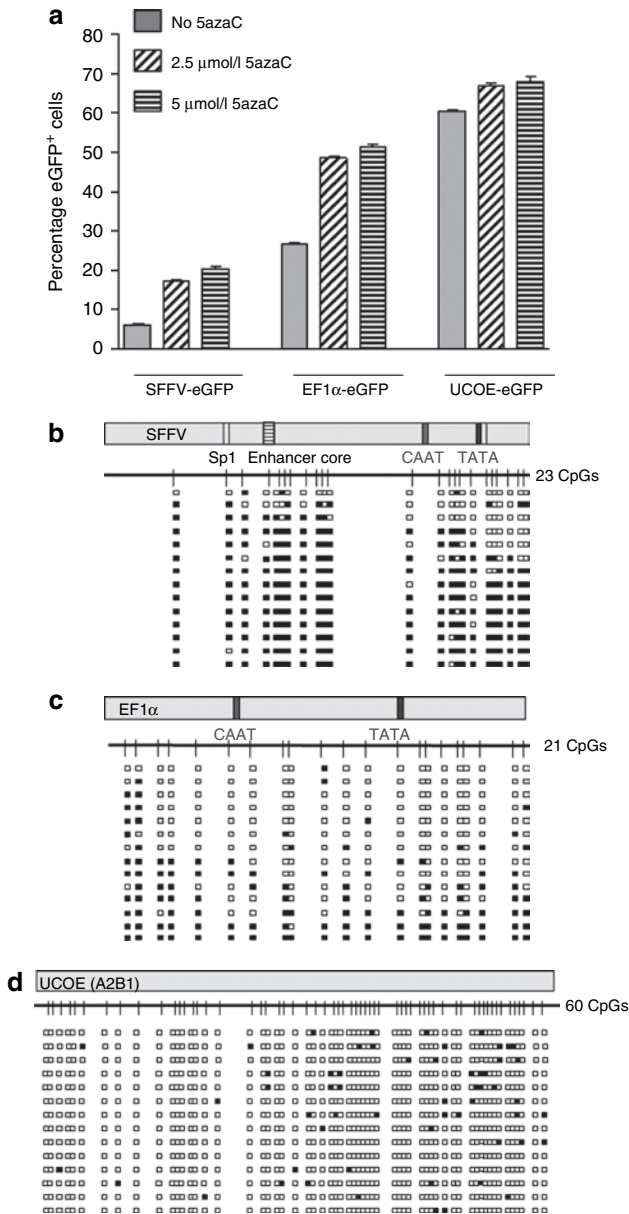 a
No 5azaC
2.5 μmol/l 5azaC
5 μmol/l 5azaC
80
70
60
50
40
30
20
10
0
Percentage eGFP+ cells
SFFV-eGFP
EF1α-eGFP
UCOE-eGFP
b
SFFV
Sp1 Enhancer core CAAT TATA
23 CpGs
c
EF1α
CAAT TATA
21 CpGs
d
UCOE (A2B1)
60 CpGs